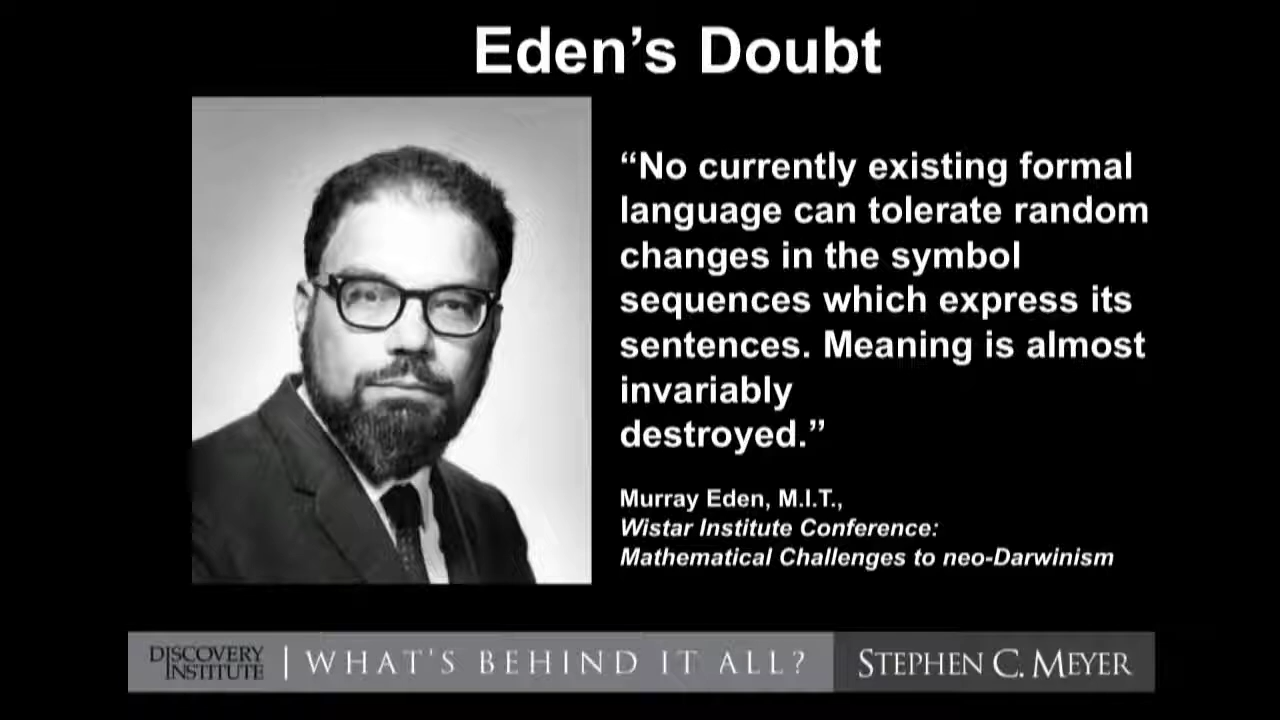 Eden’s Doubt
“No currently existing formal
language can tolerate random
changes in the symbol
sequences which express its
sentences. Meaning is almost
invariably
destroyed.”
Murray Eden, M.I.T.,
Wistar Institute Conference:
Mathematical Challenges to neo-Darwinism
DISCOVERY
INSTITUTE
WHAT'S BEHIND IT ALL?
STEPHEN C. MEYER